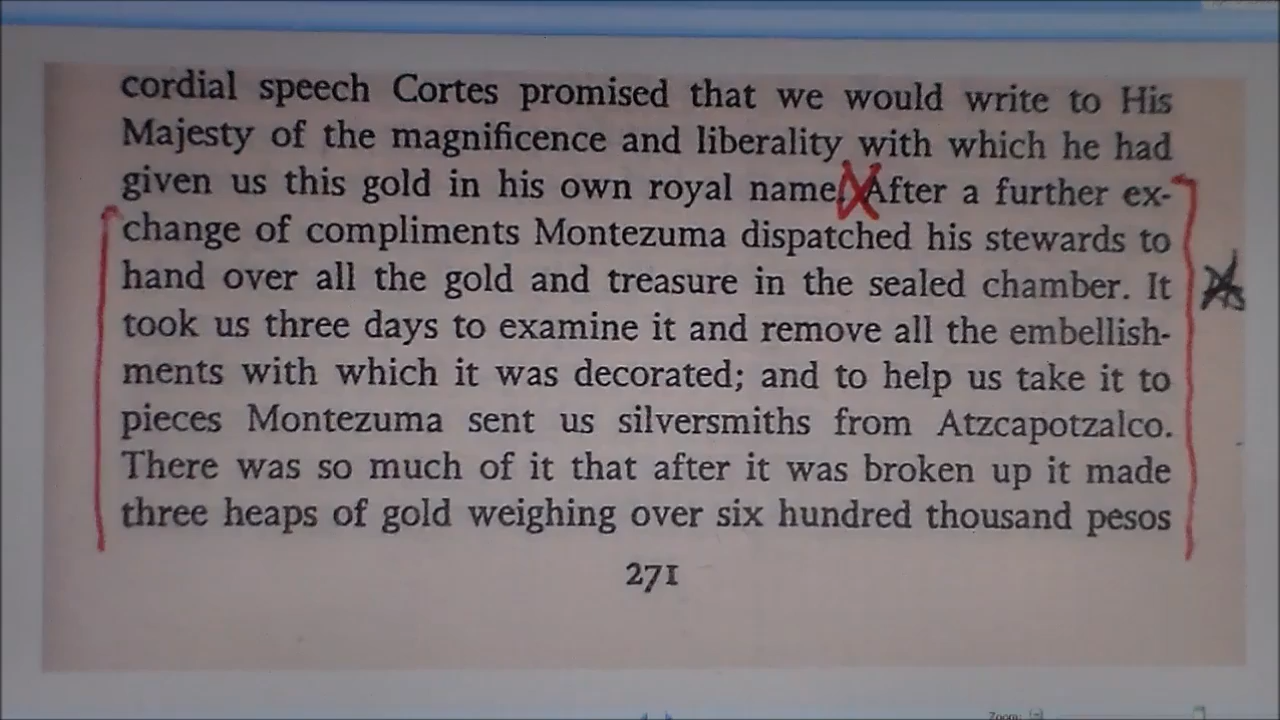 cordial speech Cortes promised that we would write to His
Majesty of the magnificence and liberality with which he had
given us this gold in his own royal name. After a further ex-
change of compliments Montezuma dispatched his stewards to
hand over all the gold and treasure in the sealed chamber. It
took us three days to examine it and remove all the embellish-
ments with which it was decorated; and to help us take it to
pieces Montezuma sent us silversmiths from Atzcapotzalco.
There was so much of it that after it was broken up it made
three heaps of gold weighing over six hundred thousand pesos
271
Zoom: